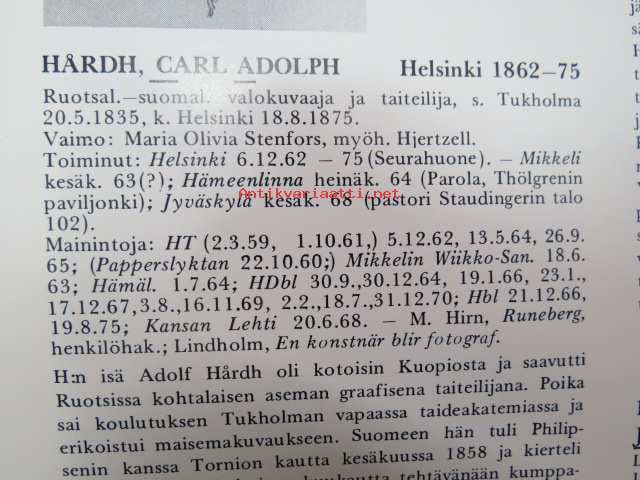 HÅRDH, CARL ADOLPH Helsinki 1862–75
Ruotsal.–suomal. valokuvaaja ja taiteilija, s. Tukholma
20.5.1835, k. Helsinki 18.8.1875.
Vaimo: Maria Olivia Stenfors, myöh. Hjertzell.
Toiminut: Helsinki 6.12.62 – 75 (Seurahuone). – Mikkeli
kesäk. 63(?); Hämeenlinna heinäk. 64 (Parola, Thölgrenin
Antikvariaatti.net
paviljonki); Jyväskylä kesäk. 68 (pastori Staudingerin talo
102).
Mainintoja: HT (2.3.59, 1.10.61,) 5.12.62, 13.5.64, 26.9.
65; (Papperslyktan 22.10.60;) Mikkelin Wiikko-San. 18.6.
63; Hämäl. 1.7.64; HDbl 30.9.,30.12.64, 19.1.66, 23.1.,
17.12.67,3.8.,16.11.69, 2.2.,18.7.,31.12.70; Hbl 21.12.66,
19.8.75; Kansan Lehti 20.6.68. – M. Hirn, Runeberg,
henkilöhak.; Lindholm, En konstnär blir fotograf.
H:n isä Adolf Hårdh oli kotoisin Kuopiosta ja saavutti
Ruotsissa kohtalaisen aseman graafisena taiteilijana. Poika
sai koulutuksen Tukholman vapaassa taideakatemiassa ja
erikoistui maisemakuvaukseen. Suomeen hän tuli Philip-
senin kanssa Tornion kautta kesäkuussa 1858 ja kierteli
tehtävänään kumppa-